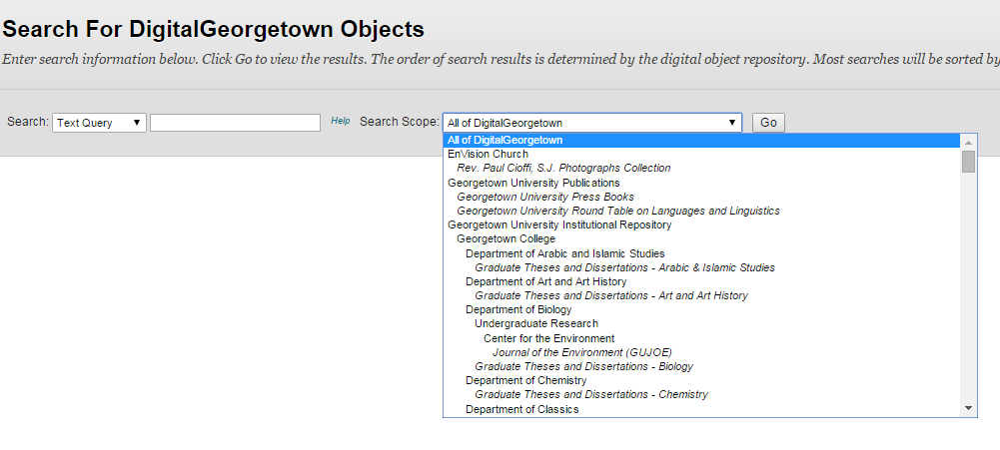 Search For DigitalGeorgetown Objects
Enter search information below. Click Go to view the results. The order of search results is determined by the digital object repository. Most searches will be sorted by
Search: Text Query Help Search Scope: All of DigitalGeorgetown Go
All of DigitalGeorgetown
EnVision Church
Rev. Paul Cioffi, S.J. Photographs Collection
Georgetown University Publications
Georgetown University Press Books
Georgetown University Round Table on Languages and Linguistics
Georgetown University Institutional Repository
Georgetown College
Department of Arabic and Islamic Studies
Graduate Theses and Dissertations - Arabic & Islamic Studies
Department of Art and Art History
Graduate Theses and Dissertations - Art and Art History
Department of Biology
Undergraduate Research
Center for the Environment
Journal of the Environment (GUJOE)
Graduate Theses and Dissertations - Biology
Department of Chemistry
Graduate Theses and Dissertations - Chemistry
Department of Classics